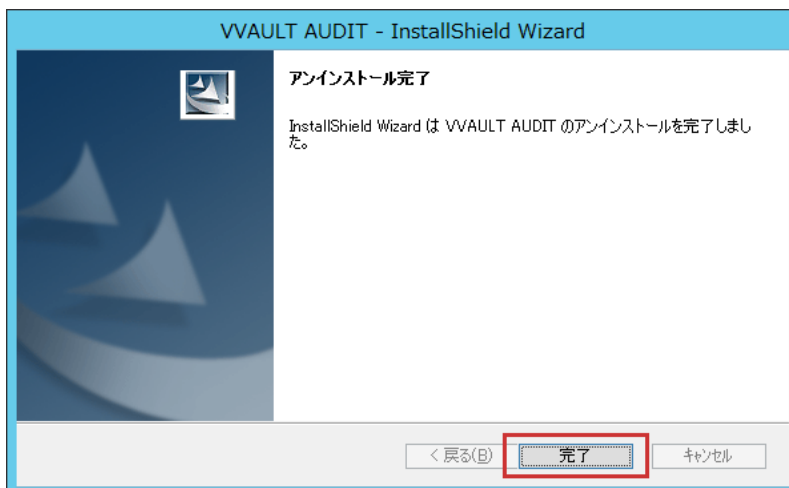 VVAULT AUDIT - InstallShield Wizard
アンインストール完了
InstallShield Wizard は VVAULT AUDIT のアンインストールを完了しまし
た。
< 戻る(B)
完了
キャンセル